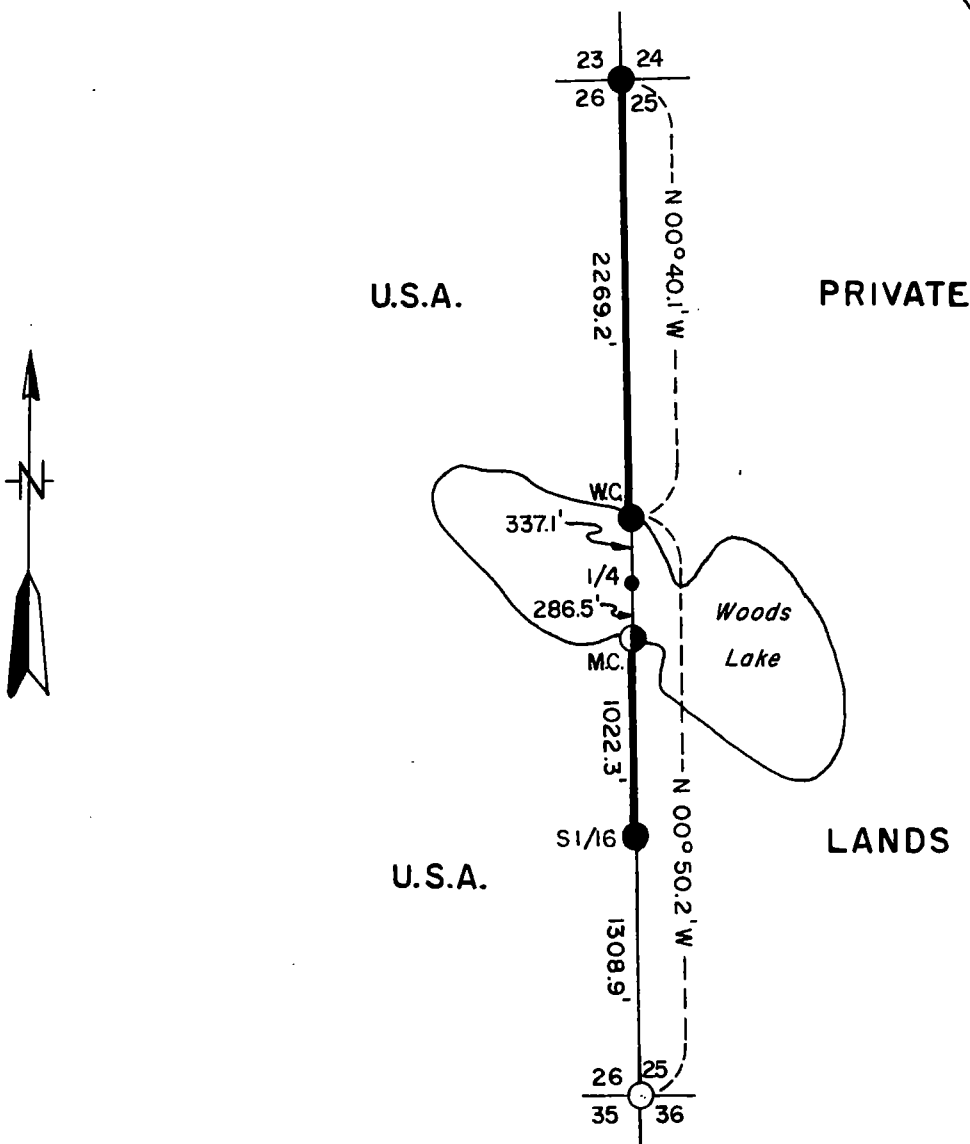 23 24
26 25
N 00° 40.1' W
2269.2'
U.S.A.
PRIVATE
N
W.C.
337.1'
1/4
286.5'
Woods
Lake
M.C.
1022.3'
N 00° 50.2' W
S 1/16
LANDS
U.S.A.
1308.9'
26 25
35 36